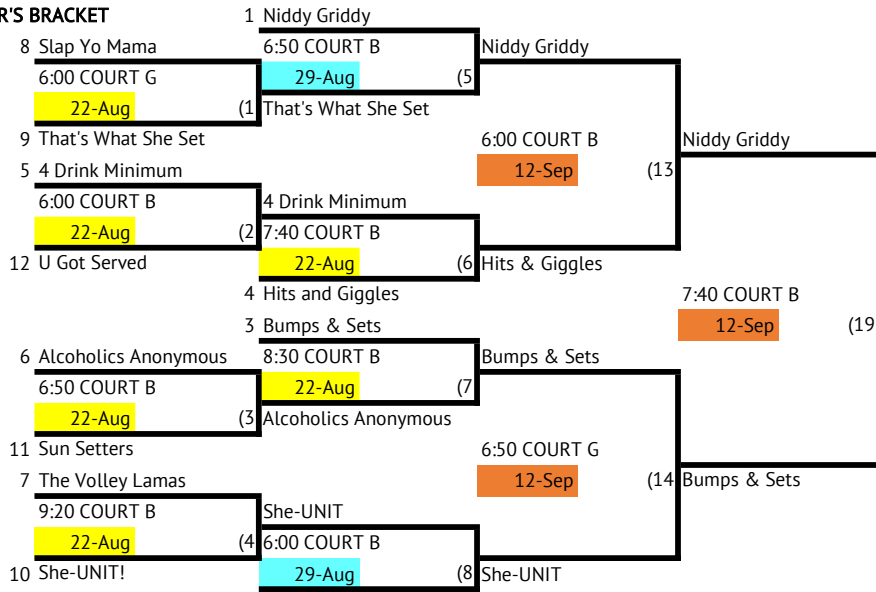 R'S BRACKET
1 Niddy Griddy
8 Slap Yo Mama
6:50 COURT B
Niddy Griddy
6:00 COURT G
29-Aug (5
22-Aug (1
That's What She Set
9 That's What She Set
6:00 COURT B
Niddy Griddy
5 4 Drink Minimum
12-Sep (13
6:00 COURT B
4 Drink Minimum
22-Aug (2
7:40 COURT B
12 U Got Served
22-Aug (6
Hits & Giggles
4 Hits and Giggles
7:40 COURT B
3 Bumps & Sets
12-Sep (19
6 Alcoholics Anonymous
8:30 COURT B
Bumps & Sets
6:50 COURT B
22-Aug (7
22-Aug (3
Alcoholics Anonymous
11 Sun Setters
6:50 COURT G
7 The Volley Lamas
12-Sep (14
Bumps & Sets
9:20 COURT B
She-UNIT
22-Aug (4
6:00 COURT B
10 She-UNIT!
29-Aug (8
She-UNIT